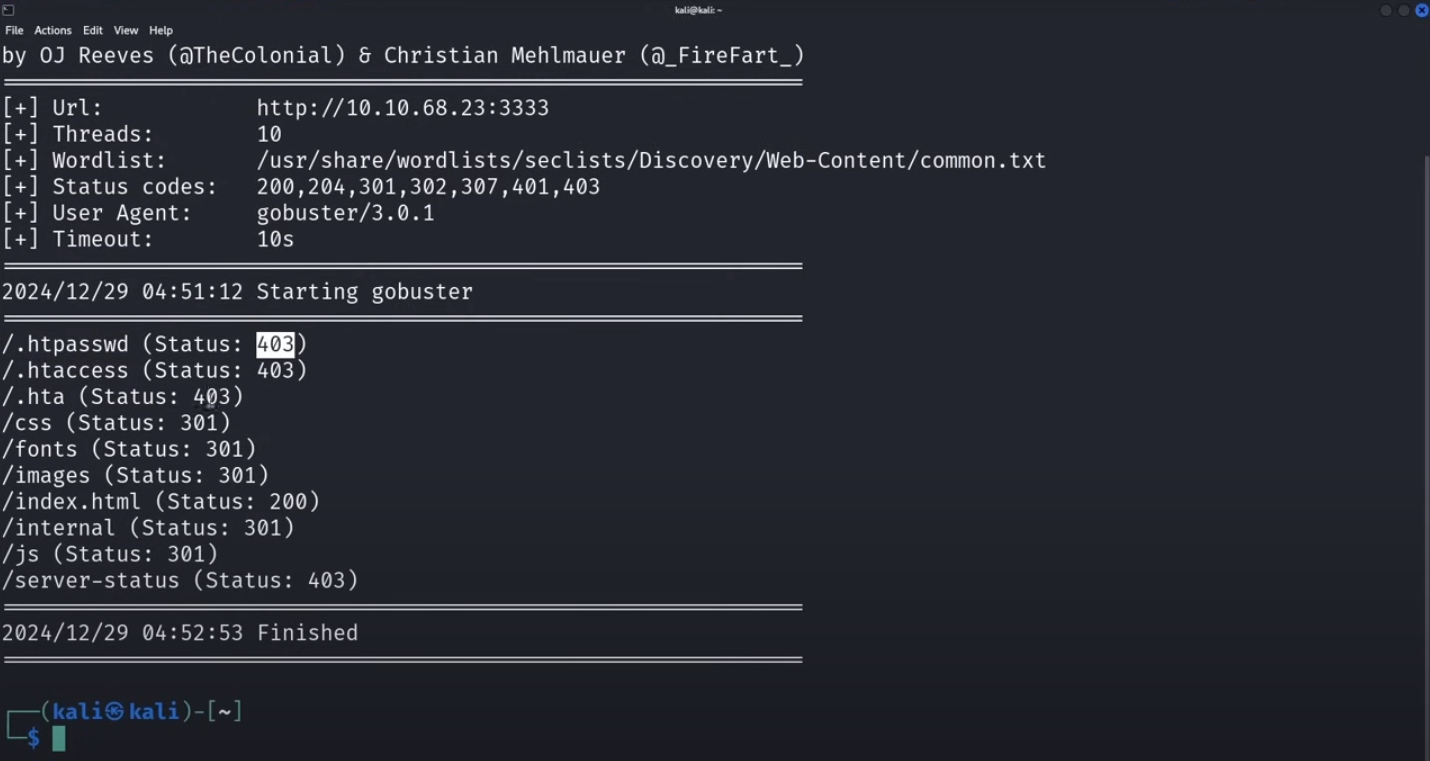 kali@kali: ~
File Actions Edit View Help
by OJ Reeves (@TheColonial) & Christian Mehlmauer (@_FireFart_)
[+] Url: http://10.10.68.23:3333
[+] Threads: 10
[+] Wordlist: /usr/share/wordlists/seclists/Discovery/Web-Content/common.txt
[+] Status codes: 200,204,301,302,307,401,403
[+] User Agent: gobuster/3.0.1
[+] Timeout: 10s
2024/12/29 04:51:12 Starting gobuster
/.htpasswd (Status: 403)
/.htaccess (Status: 403)
/.hta (Status: 403)
/css (Status: 301)
/fonts (Status: 301)
/images (Status: 301)
/index.html (Status: 200)
/internal (Status: 301)
/js (Status: 301)
/server-status (Status: 403)
2024/12/29 04:52:53 Finished
(kali㉿kali)-[~]
$